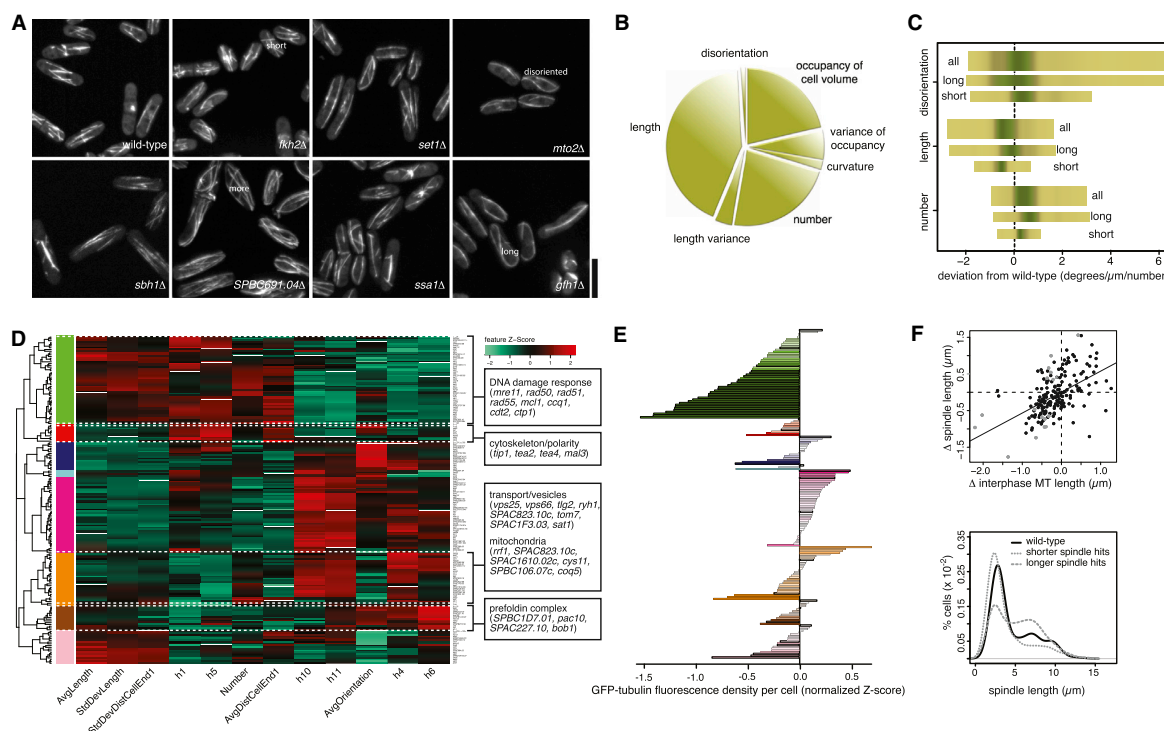 A
wild-type
short
fkh2Δ
set1Δ
disoriented
mto2Δ
sbh1Δ
more
SPBC691.04Δ
ssa1Δ
long
gfh1Δ
B
disorientation
occupancy of
cell volume
variance of
occupancy
curvature
number
length variance
length
C
disorientation
all
long
short
length
all
long
short
number
all
long
short
−2
0
2
4
6
deviation from wild-type (degrees/μm/number
D
feature Z-Score
−2
−1
0
1
2
DNA damage response
(mre11, rad50, rad51,
rad55, mcl1, ccq1,
cdt2, ctp1)
cytoskeleton/polarity
(tip1, tea2, tea4, mal3)
transport/vesicles
(vps25, vps66, tlg2, ryh1,
SPAC823.10c, tom7,
SPAC1F3.03, sat1)
mitochondria
(rrf1, SPAC823.10c,
SPAC1610.02c, cys11,
SPBC106.07c, coq5)
prefoldin complex
(SPBC1D7.01, pac10,
SPAC227.10, bob1)
AvgLength
StdDevLength
StdDevDistCellEnd1
h1
h5
Number
AvgDistCellEnd1
h10
h11
AvgOrientation
h4
h6
E
−1.5
−1.0
−0.5
0.0
0.5
GFP-tubulin fluorescence density per cell (normalized Z-score)
F
Δ spindle length (μm)
1.5
0.5
−0.5
−1.5
−2.0
−1.0
0.0
1.0
Δ interphase MT length (μm)
% cells (x 10⁻²)
0.35
0.25
0.15
0.05
wild-type
shorter spindle hits
longer spindle hits
0
5
10
15
spindle length (μm)